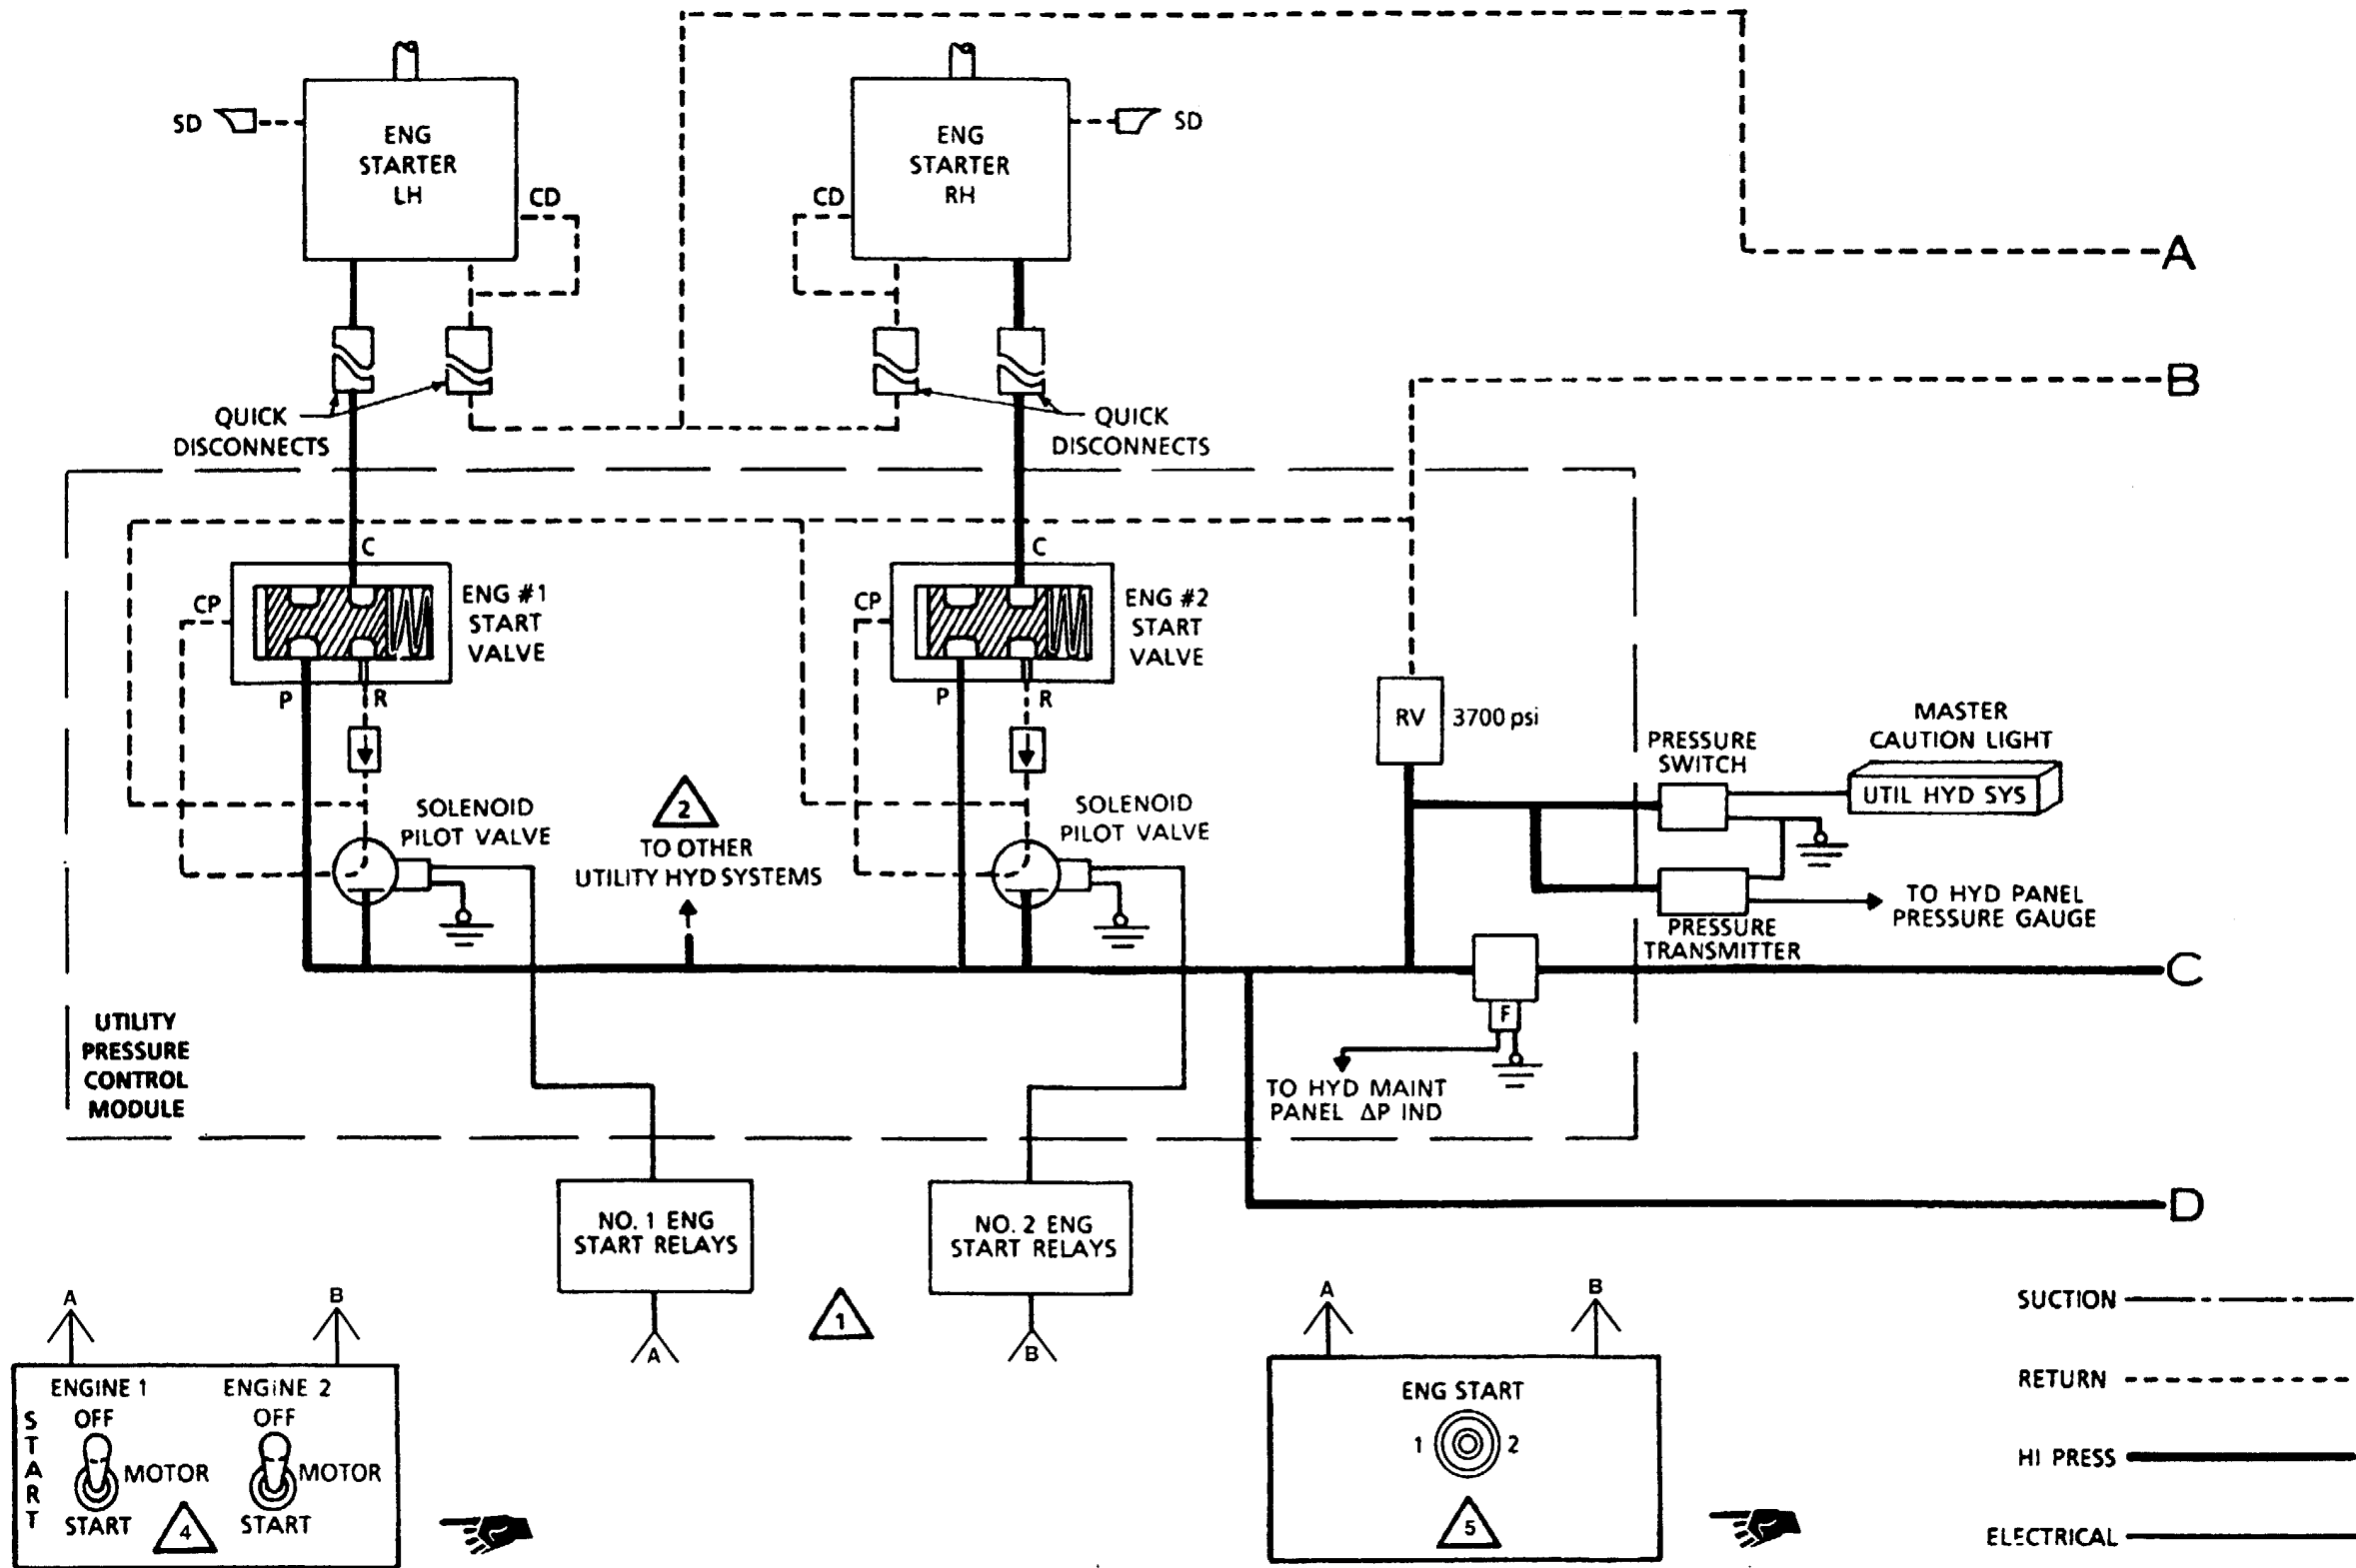 SD
ENG
STARTER
LH
CD
CD
ENG
STARTER
RH
SD
A
B
QUICK
DISCONNECTS
QUICK
DISCONNECTS
C
CP
ENG #1
START
VALVE
P
R
C
CP
ENG #2
START
VALVE
P
R
RV
3700 psi
PRESSURE
SWITCH
MASTER
CAUTION LIGHT
UTIL HYD SYS
SOLENOID
PILOT VALVE
2
TO OTHER
UTILITY HYD SYSTEMS
SOLENOID
PILOT VALVE
TO HYD PANEL
PRESSURE GAUGE
PRESSURE
TRANSMITTER
C
F
UTILITY
PRESSURE
CONTROL
MODULE
TO HYD MAINT
PANEL ΔP IND
D
NO. 1 ENG
START RELAYS
NO. 2 ENG
START RELAYS
A
1
B
A
B
ENGINE 1
ENGINE 2
START
OFF
OFF
MOTOR
MOTOR
START
4
START
A
B
ENG START
1
2
5
SUCTION
RETURN
HI PRESS
ELECTRICAL